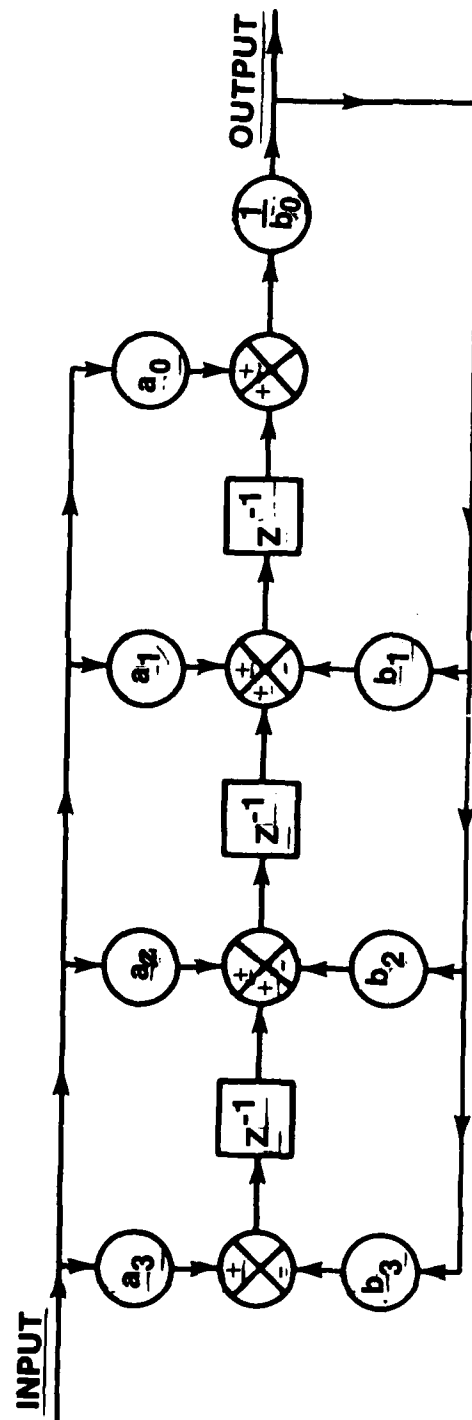 INPUT
a3
a2
a1
a0
+
=
z-1
+
+
-
z-1
+
+
-
z-1
+
+
1
b0
OUTPUT
b3
b2
b1